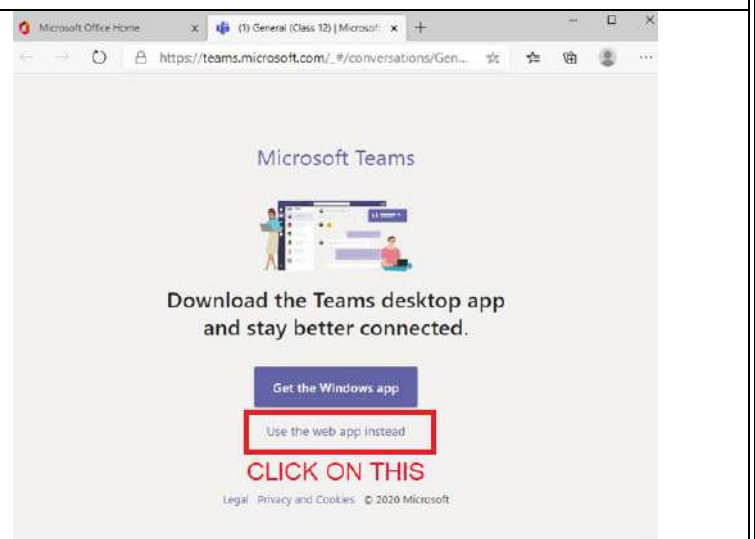 Microsoft Office Home
(1) General (Class 12) | Microsoft
https://teams.microsoft.com/_#/conversations/Gen...
Microsoft Teams
Download the Teams desktop app
and stay better connected.
Get the Windows app
Use the web app instead
CLICK ON THIS
Legal Privacy and Cookies © 2020 Microsoft